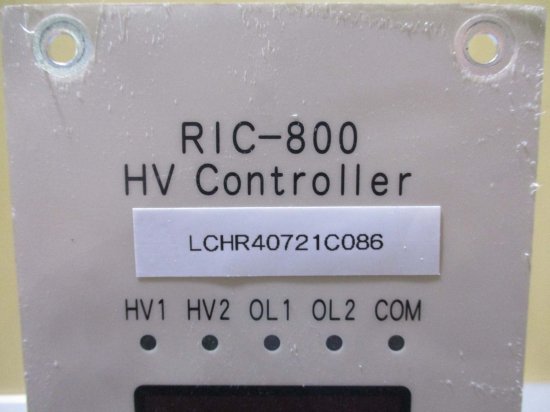 RIC-800
HV Controller
LCHR40721C086
HV1 HV2 OL1 OL2 COM